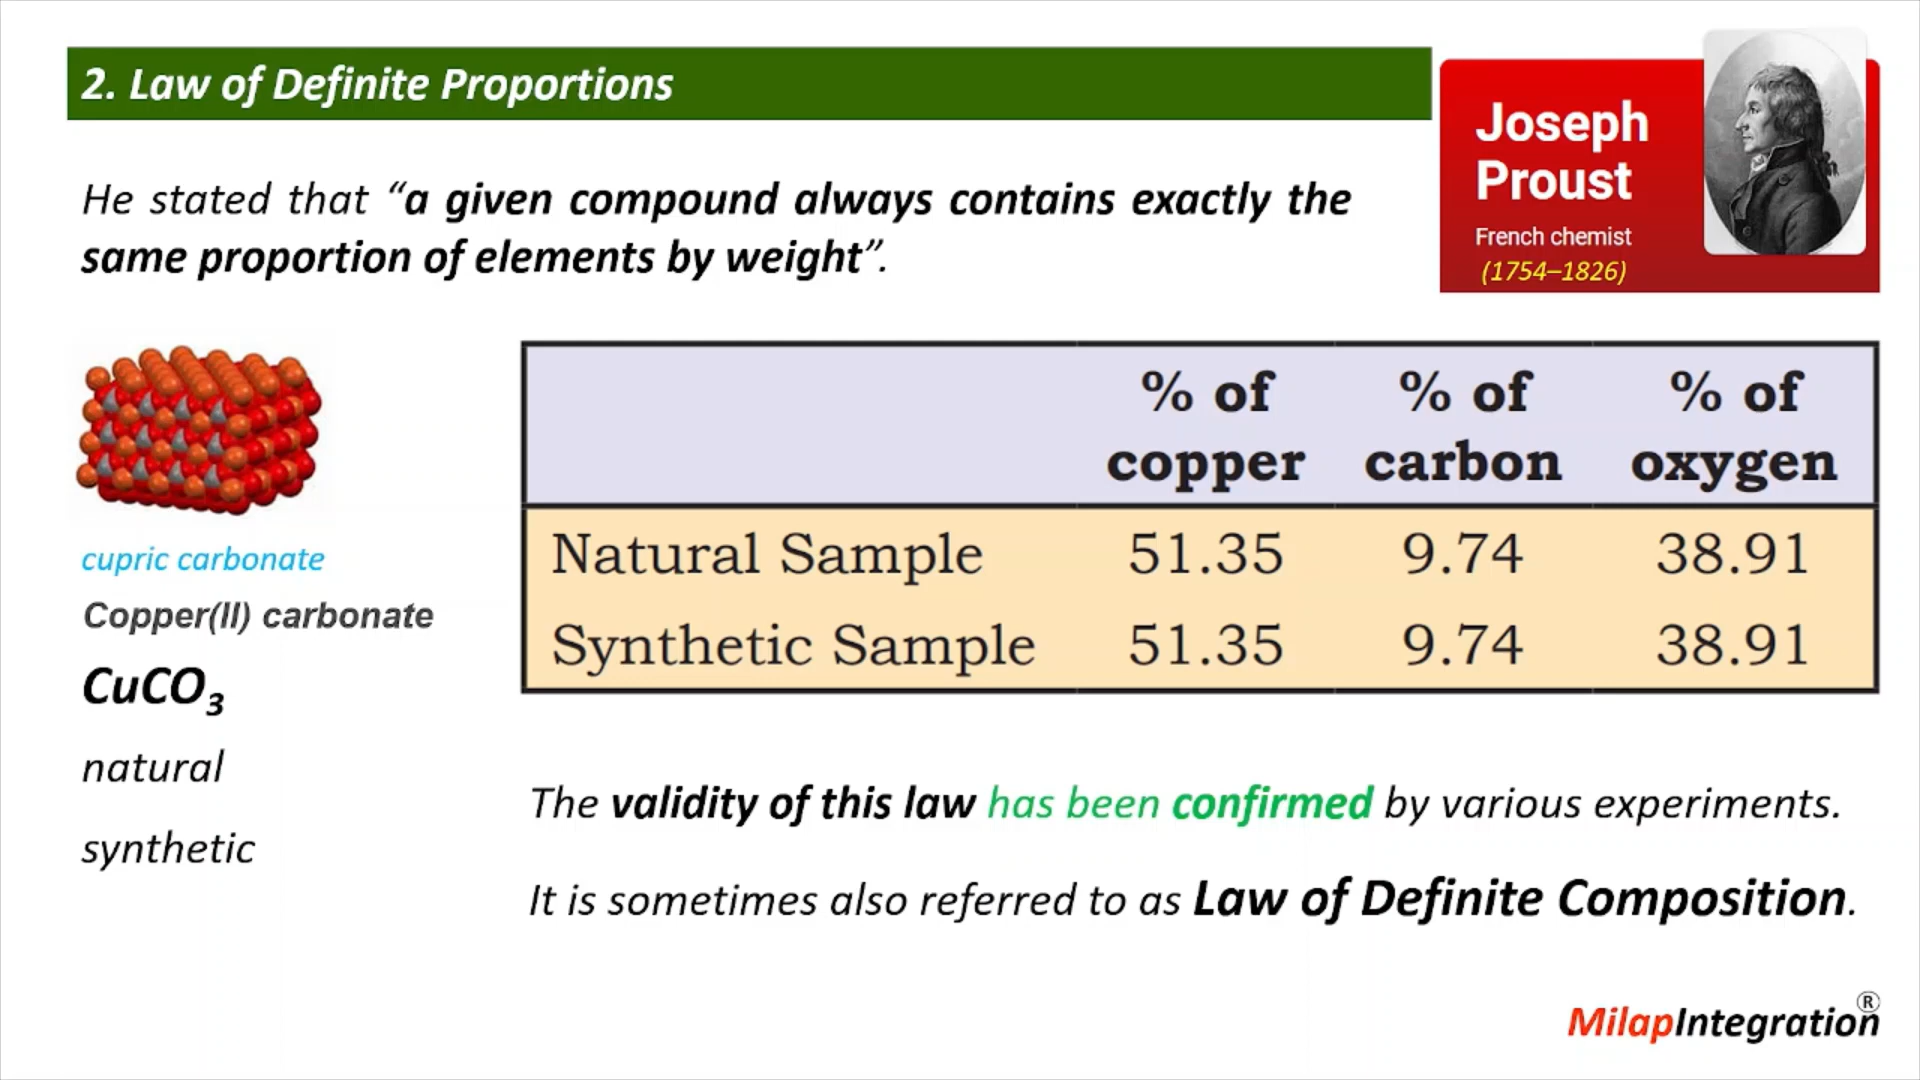 2. Law of Definite Proportions
Joseph
Proust
French chemist
(1754–1826)
He stated that “a given compound always contains exactly the
same proportion of elements by weight”.
% of copper % of carbon % of oxygen
Natural Sample 51.35 9.74 38.91
Synthetic Sample 51.35 9.74 38.91
cupric carbonate
Copper(II) carbonate
CuCO₃
natural
synthetic
The validity of this law has been confirmed by various experiments.
It is sometimes also referred to as Law of Definite Composition.
MilapIntegration®